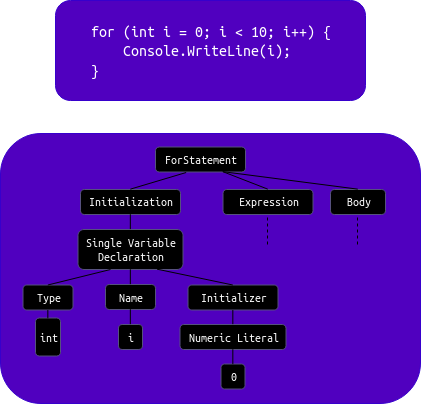 for (int i = 0; i < 10; i++) {
    Console.WriteLine(i);
}
ForStatement
Initialization
Expression
Body
Single Variable
Declaration
Type
Name
Initializer
int
i
Numeric Literal
0